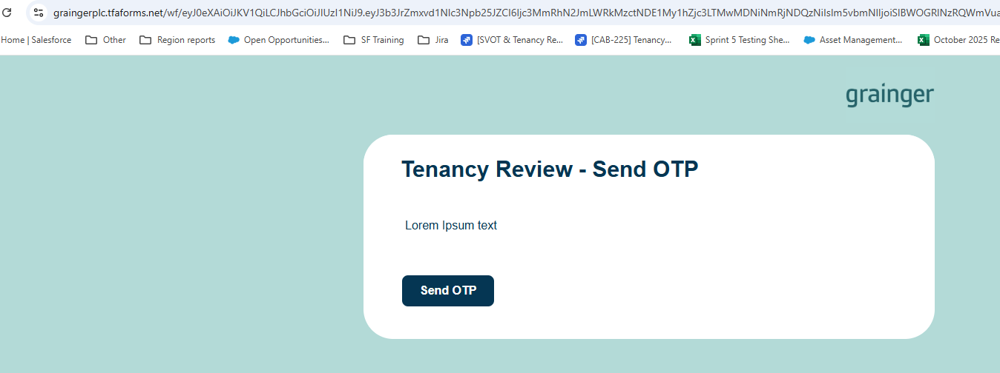 graingerplc.tfaforms.net/wf/eyJ0eXAiOiJKV1QiLCJhbGciOiJIUzI1NiJ9.eyJ3b3JrZmxvd1Nlc3Npb25JZCI6Ijc3MmRhN2JmLWRkMzctNDE1My1hZjc3LTMwMDNiNmRjNDQzNiIsIm5vbmNlIjoiSlBWOGRlNzRQWmVua
Home | Salesforce Other Region reports Open Opportunities... SF Training Jira [SVOT & Tenancy Re... [CAB-225] Tenancy... Sprint 5 Testing She... Asset Management... October 2025 Re
grainger
Tenancy Review - Send OTP
Lorem Ipsum text
Send OTP